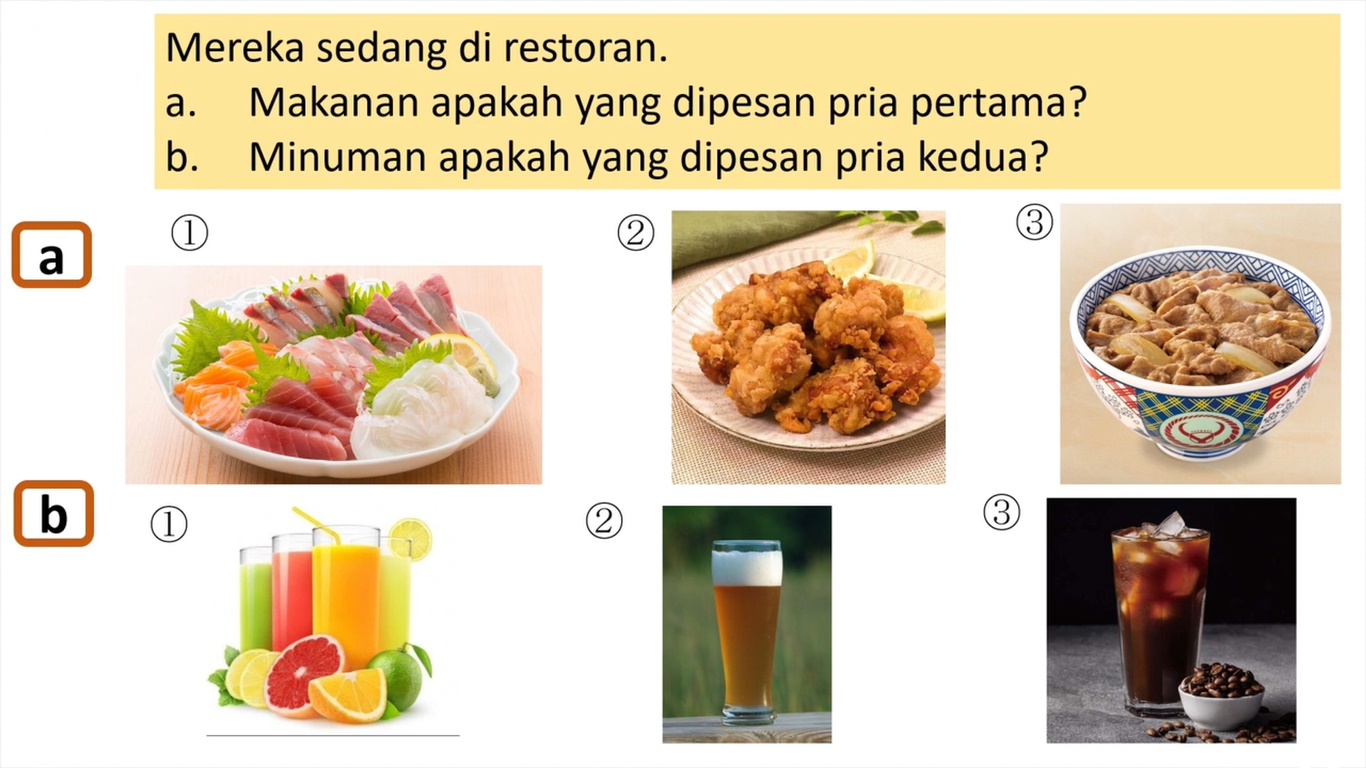 Mereka sedang di restoran.
a. Makanan apakah yang dipesan pria pertama?
b. Minuman apakah yang dipesan pria kedua?
a
①
②
③
b
①
②
③